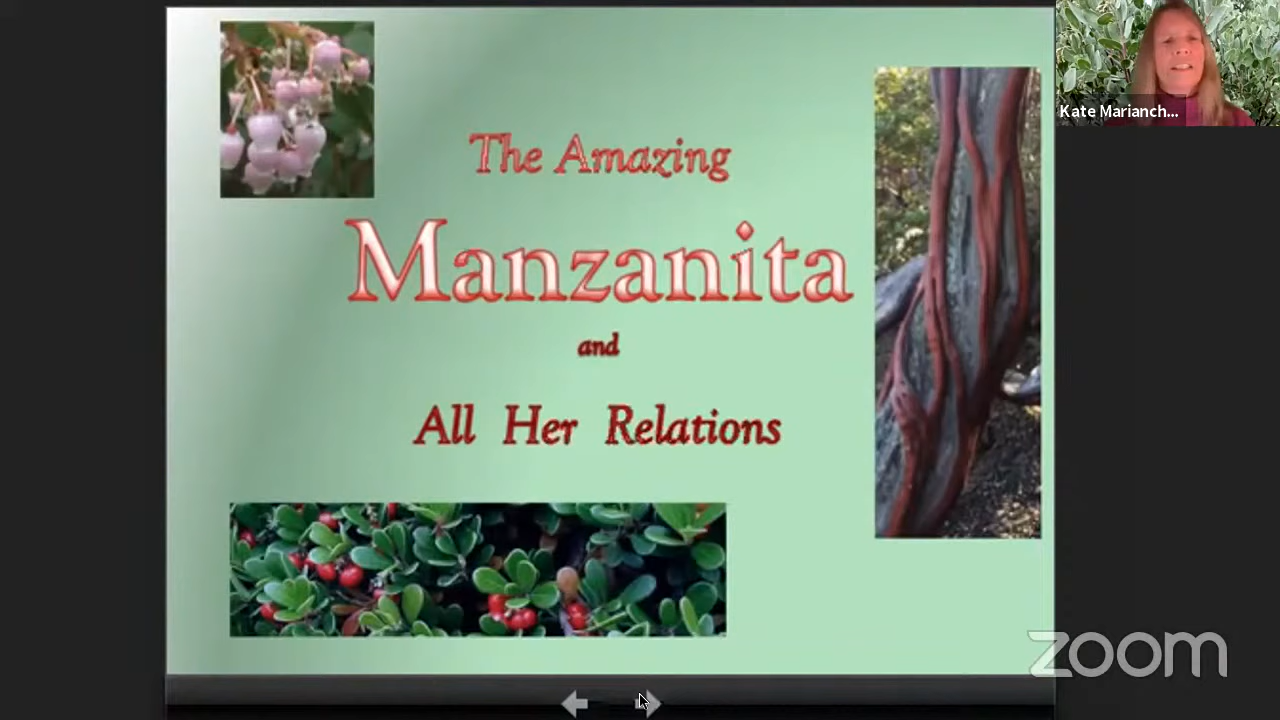 The Amazing
Manzanita
and
All Her Relations
Kate Marianch...
zoom